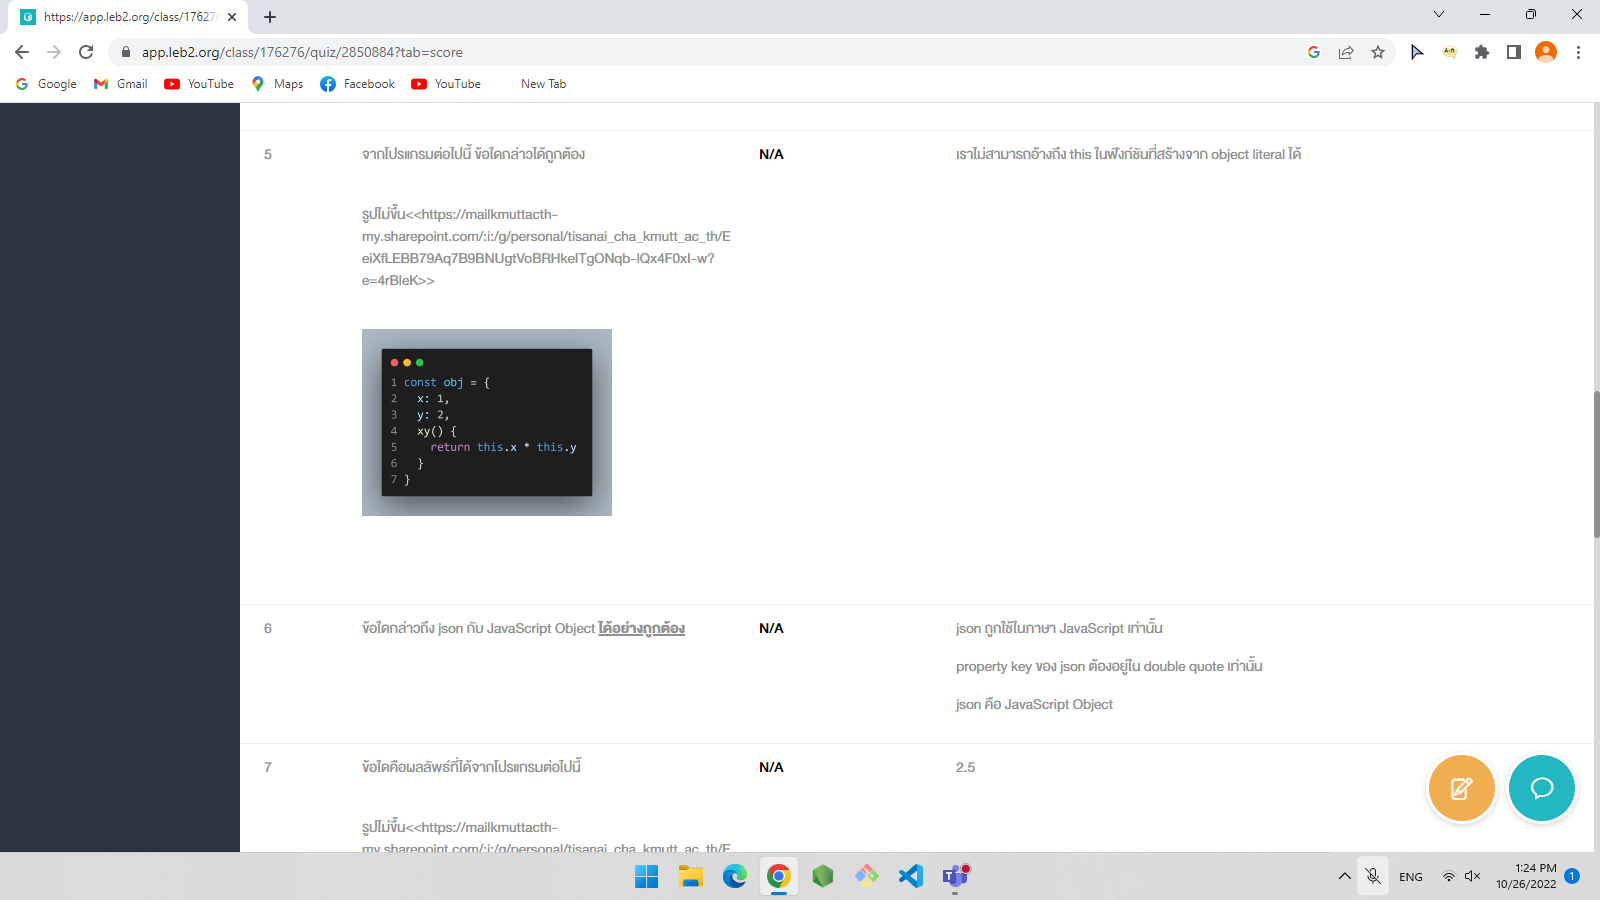 https://app.leb2.org/class/17627
app.leb2.org/class/176276/quiz/2850884?tab=score
Google
Gmail
YouTube
Maps
Facebook
YouTube
New Tab
5
จากโปรแกรมต่อไปนี้ ข้อใดกล่าวได้ถูกต้อง
N/A
เราไม่สามารถอ้างถึง this ในฟังก์ชันที่สร้างจาก object literal ได้
รูปไม่ขึ้น<<https://mailkmuttacth-
my.sharepoint.com/:i:/g/personal/tisanai_cha_kmutt_ac_th/E
eiXfLEBB79Aq7B9BNUgtVoBRHkelTgONqb-lQx4F0xI-w?
e=4rBleK>>
1 const obj = {
2 x: 1,
3 y: 2,
4 xy() {
5 return this.x * this.y
6 }
7 }
6
ข้อใดกล่าวถึง json กับ JavaScript Object ได้อย่างถูกต้อง
N/A
json ถูกใช้ในภาษา JavaScript เท่านั้น
property key ของ json ต้องอยู่ใน double quote เท่านั้น
json คือ JavaScript Object
7
ข้อใดคือผลลัพธ์ที่ได้จากโปรแกรมต่อไปนี้
N/A
2.5
รูปไม่ขึ้น<<https://mailkmuttacth-
my.sharepoint.com/:i:/g/personal/tisanai_cha_kmutt_ac_th/E
ENG
1:24 PM
10/26/2022
1